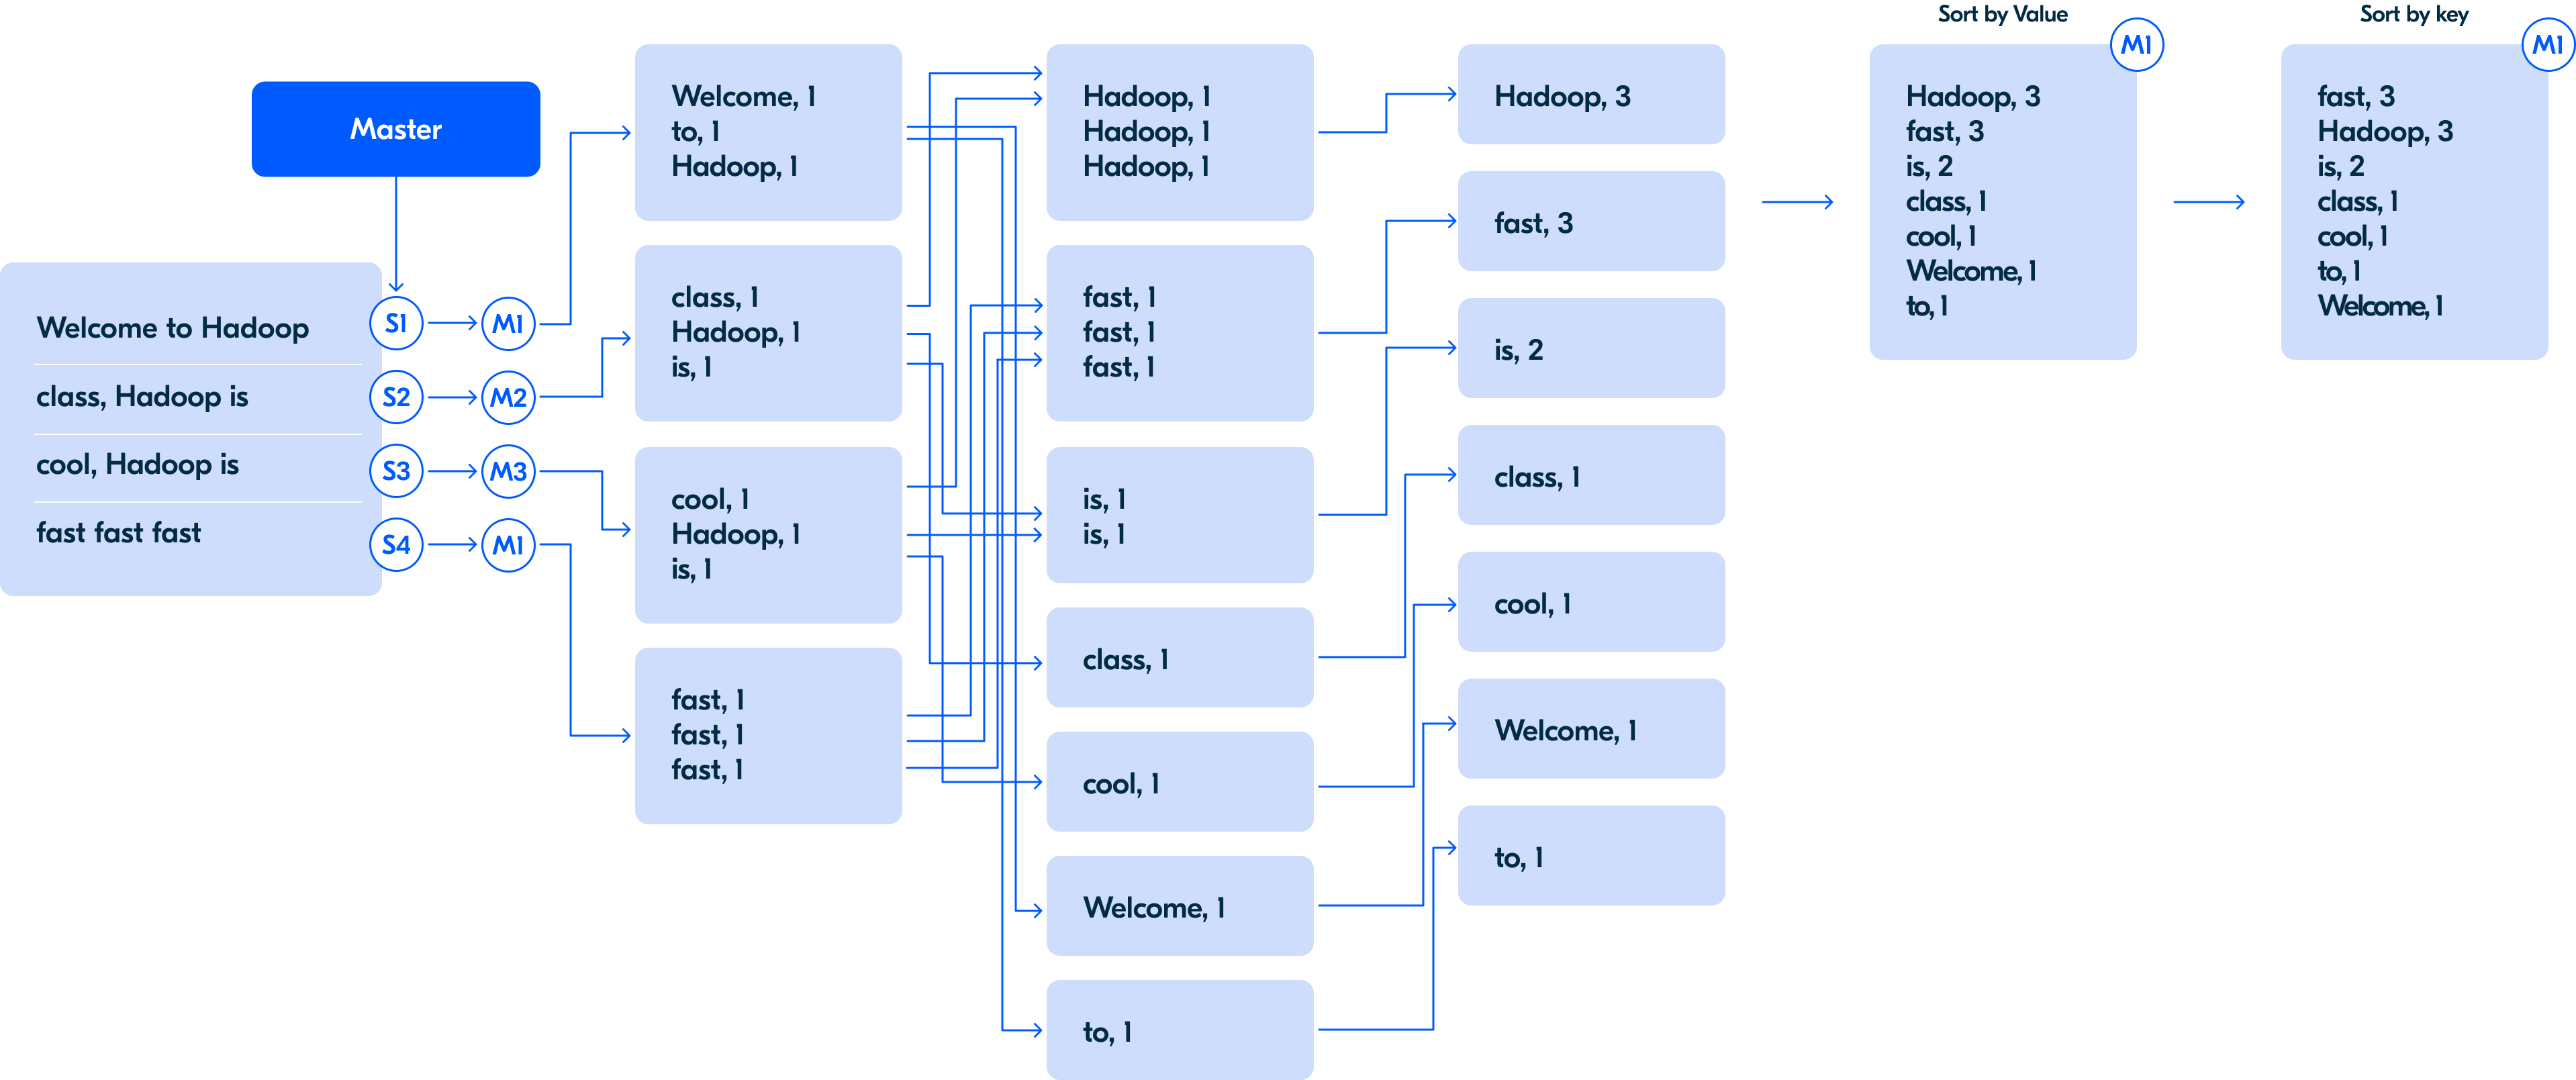 Master
Welcome to Hadoop
class, Hadoop is
cool, Hadoop is
fast fast fast
S1
M1
S2
M2
S3
M3
S4
M1
Welcome, 1
to, 1
Hadoop, 1
class, 1
Hadoop, 1
is, 1
cool, 1
Hadoop, 1
is, 1
fast, 1
fast, 1
fast, 1
Hadoop, 1
Hadoop, 1
Hadoop, 1
fast, 1
fast, 1
fast, 1
is, 1
is, 1
class, 1
cool, 1
Welcome, 1
to, 1
Hadoop, 3
fast, 3
is, 2
class, 1
cool, 1
Welcome, 1
to, 1
Sort by Value
M1
Hadoop, 3
fast, 3
is, 2
class, 1
cool, 1
Welcome, 1
to, 1
Sort by key
M1
fast, 3
Hadoop, 3
is, 2
class, 1
cool, 1
to, 1
Welcome, 1